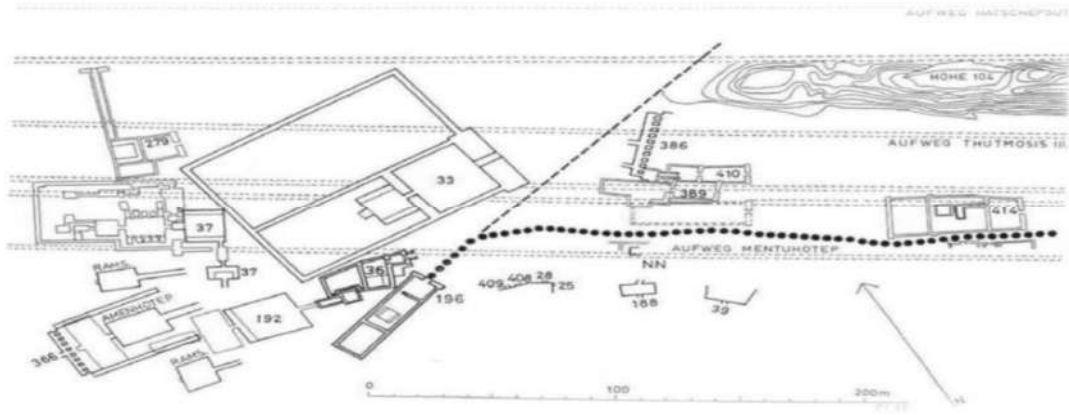 AUFWEG HATSCHEPSUT
HOHE 104
279
386
AUFWEG THUTMOSIS III.
33
410
389
37
414
AUFWEG MENTUHOTEP
37
36
NN
RAMS
409 408 28
25
196
188
39
AMENHOTEP
192
366
RAMS
0
100
200m
N